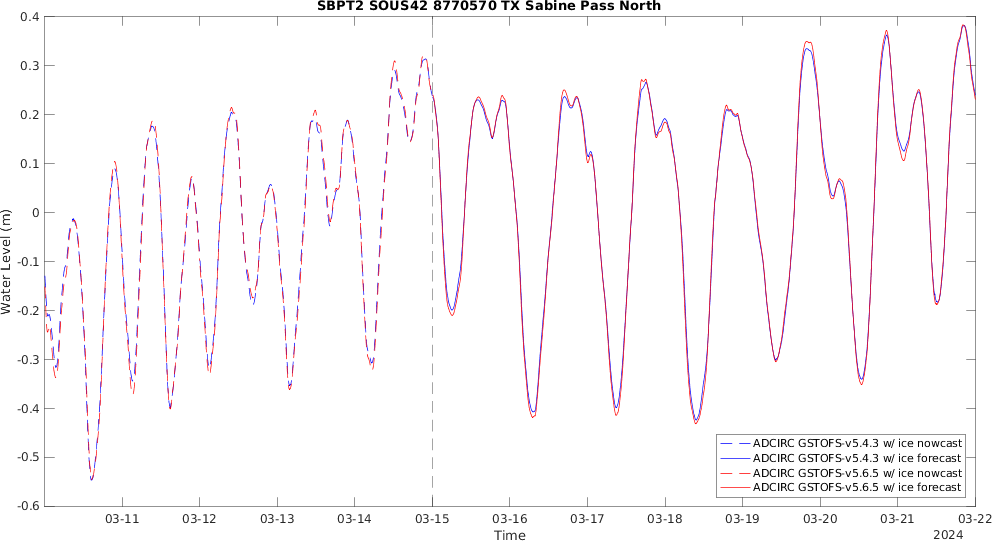 SBPT2 SOUS42 8770570 TX Sabine Pass North
Water Level (m)
0.4
0.3
0.2
0.1
0
-0.1
-0.2
-0.3
-0.4
-0.5
-0.6
ADCIRC GSTOFS-v5.4.3 w/ ice nowcast
ADCIRC GSTOFS-v5.4.3 w/ ice forecast
ADCIRC GSTOFS-v5.6.5 w/ ice nowcast
ADCIRC GSTOFS-v5.6.5 w/ ice forecast
03-11 03-12 03-13 03-14 03-15 03-16 03-17 03-18 03-19 03-20 03-21 03-22
Time
2024